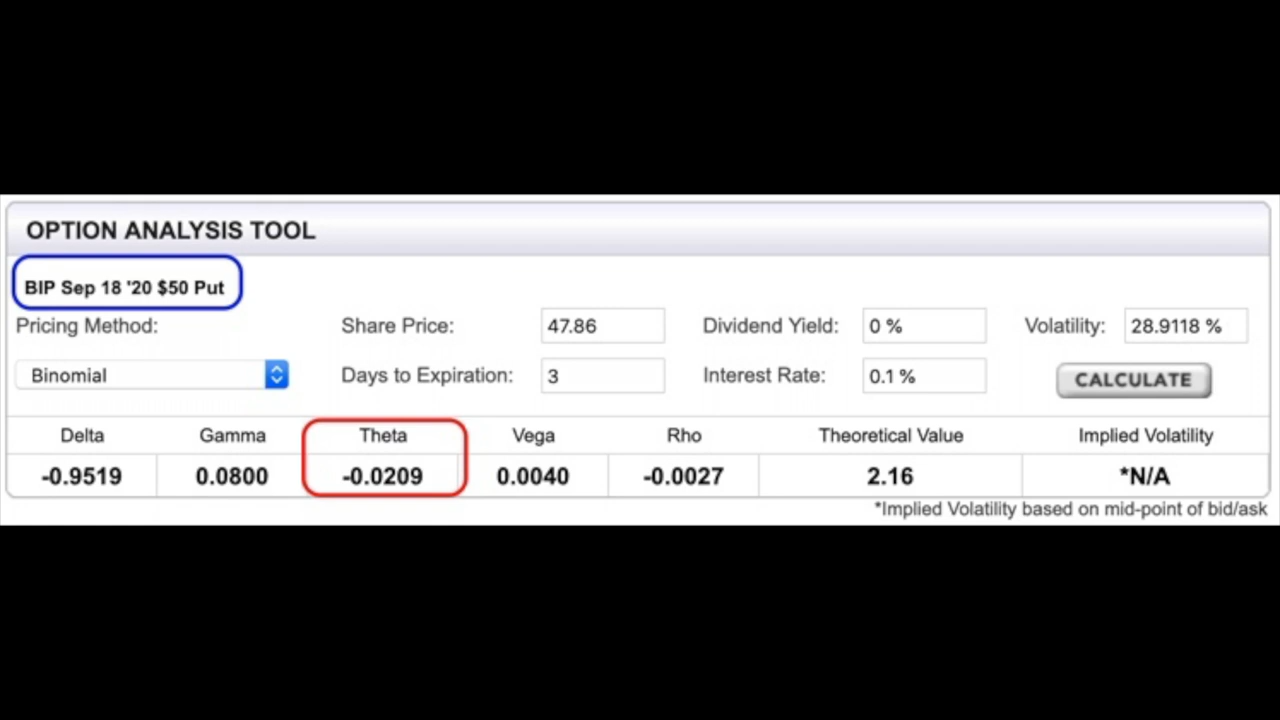 OPTION ANALYSIS TOOL
BIP Sep 18 '20 $50 Put
Pricing Method: Share Price: 47.86 Dividend Yield: 0 % Volatility: 28.9118 %
Binomial Days to Expiration: 3 Interest Rate: 0.1 % CALCULATE
Delta Gamma Theta Vega Rho Theoretical Value Implied Volatility
-0.9519 0.0800 -0.0209 0.0040 -0.0027 2.16 *N/A
*Implied Volatility based on mid-point of bid/ask